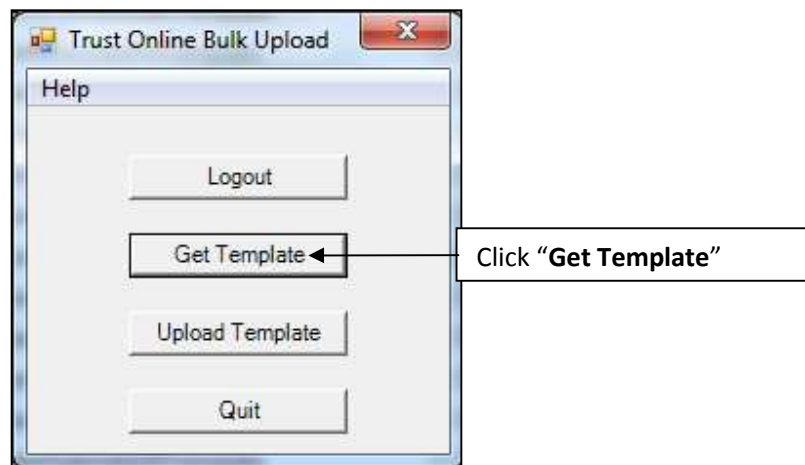 Trust Online Bulk Upload
Help
Logout
Get Template
Click “Get Template”
Upload Template
Quit